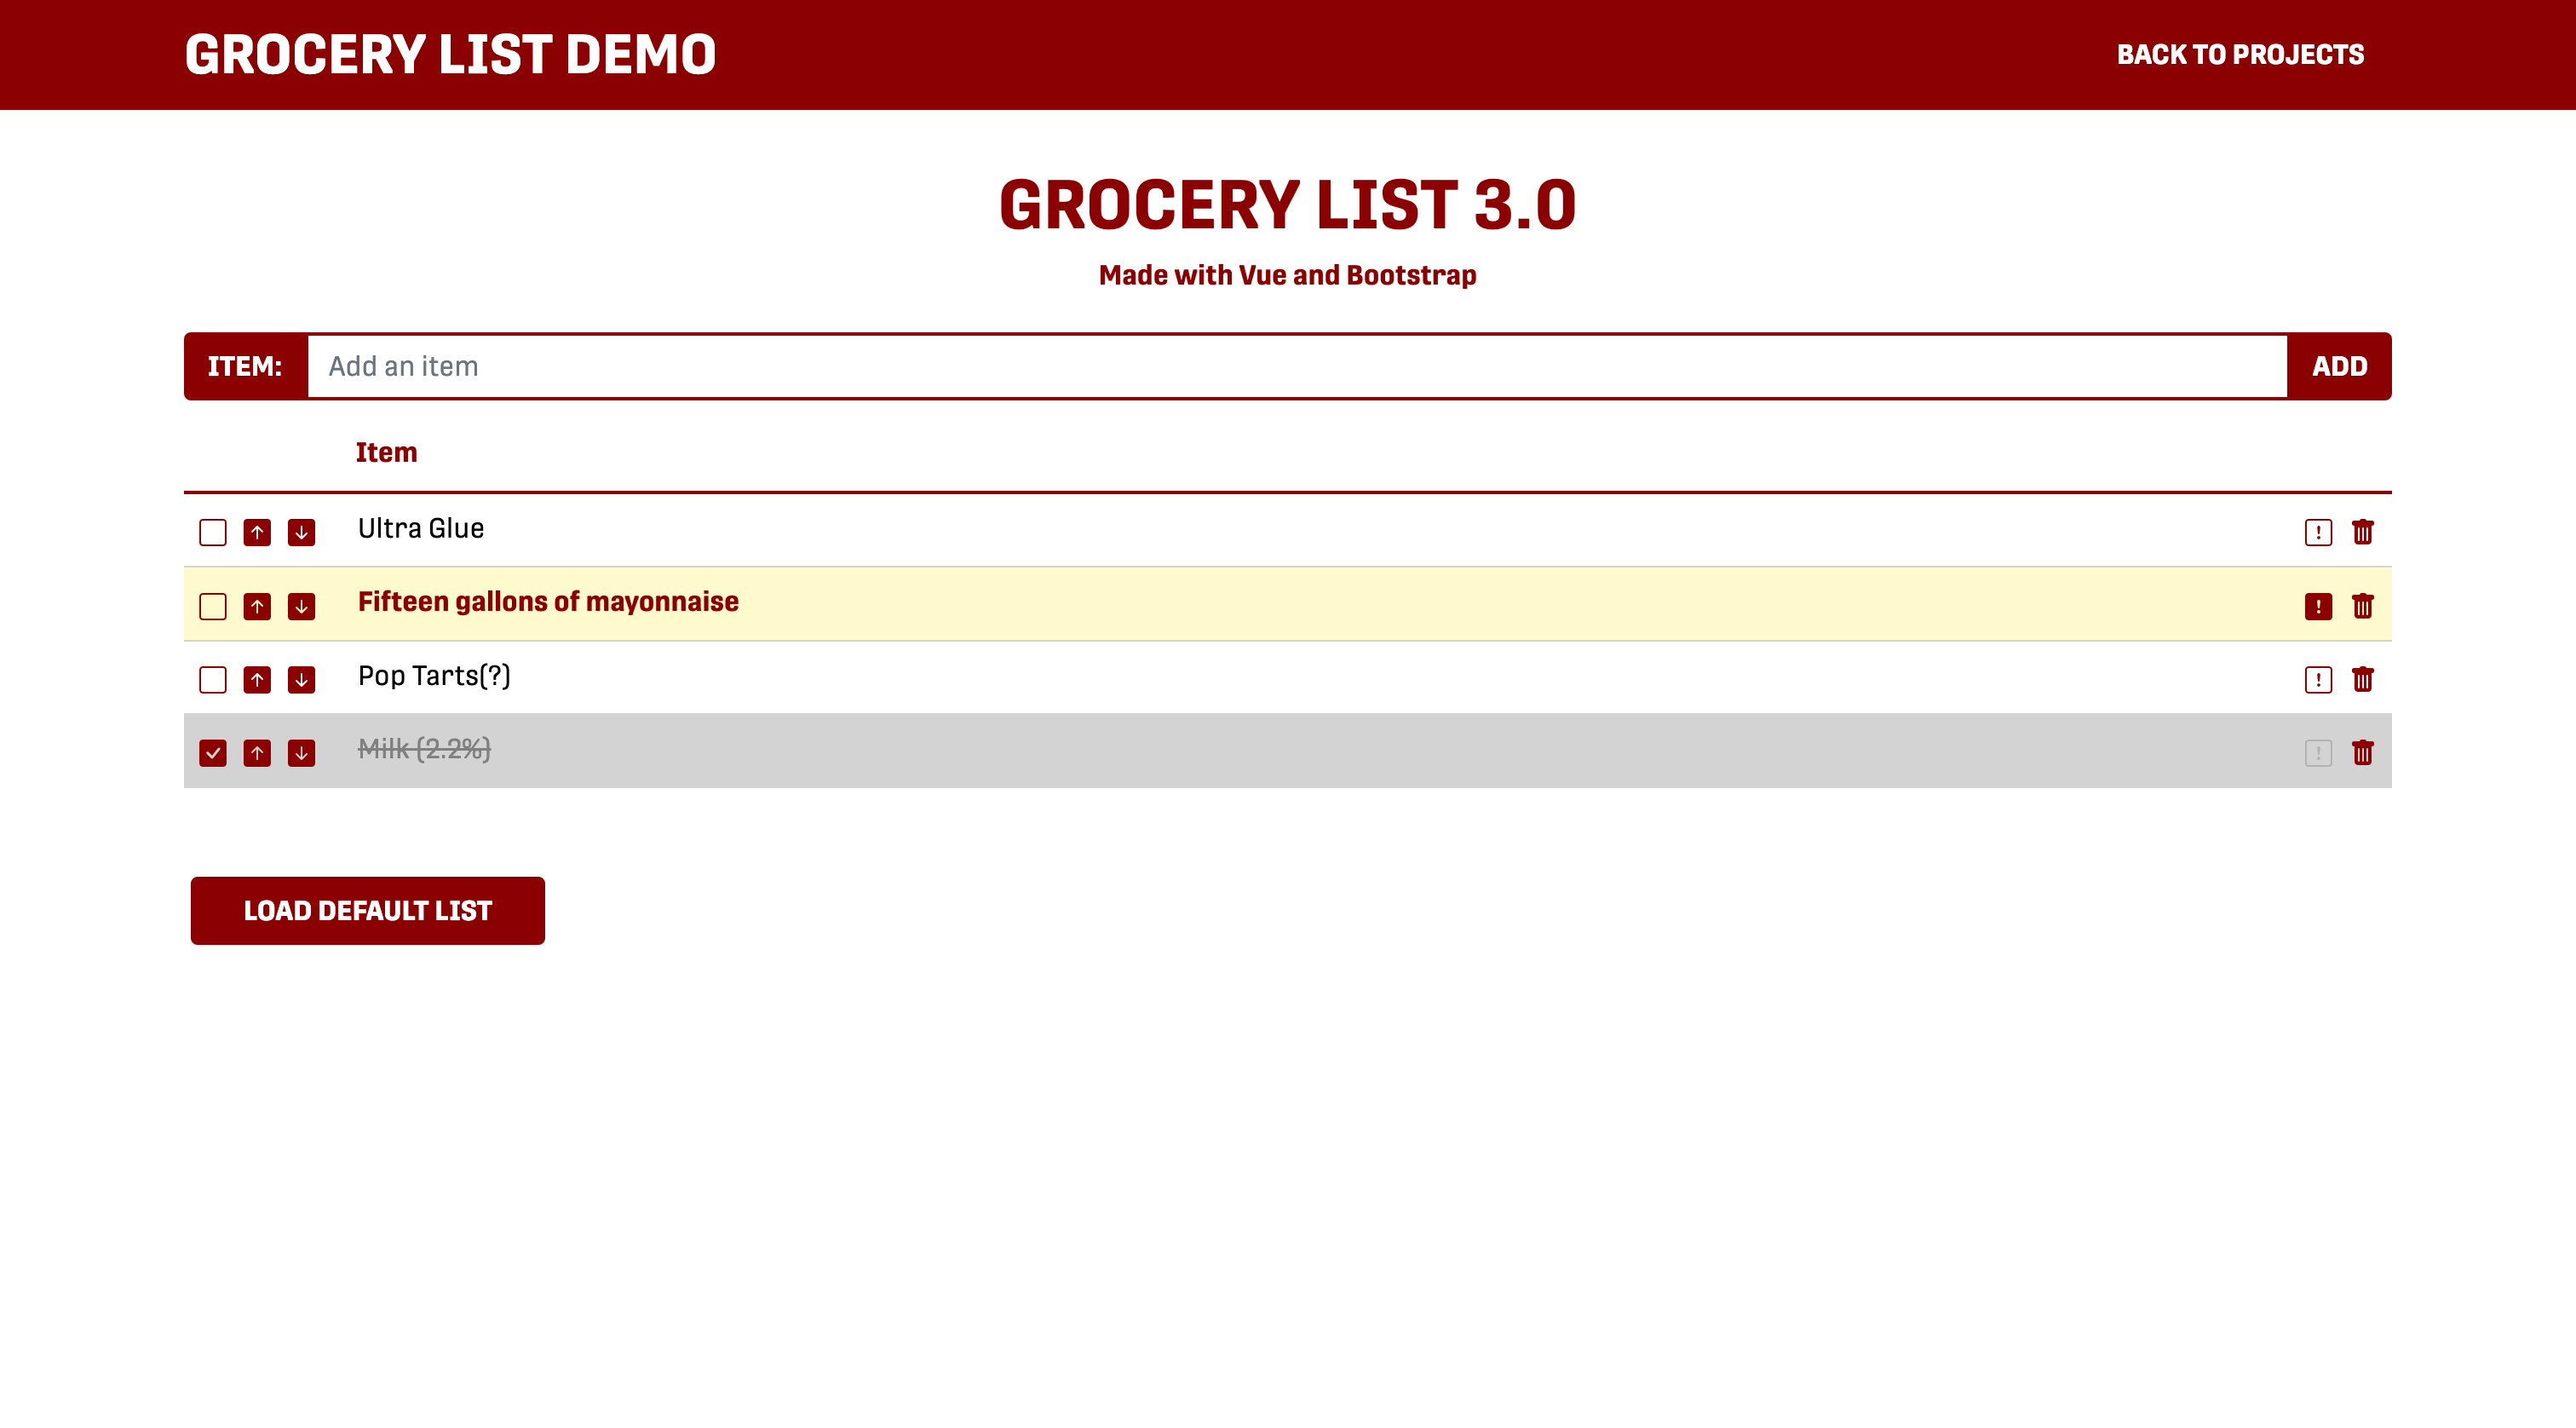 GROCERY LIST DEMO
BACK TO PROJECTS
GROCERY LIST 3.0
Made with Vue and Bootstrap
ITEM: Add an item ADD
Item
Ultra Glue
Fifteen gallons of mayonnaise
Pop Tarts(?)
Milk (2.2%)
LOAD DEFAULT LIST